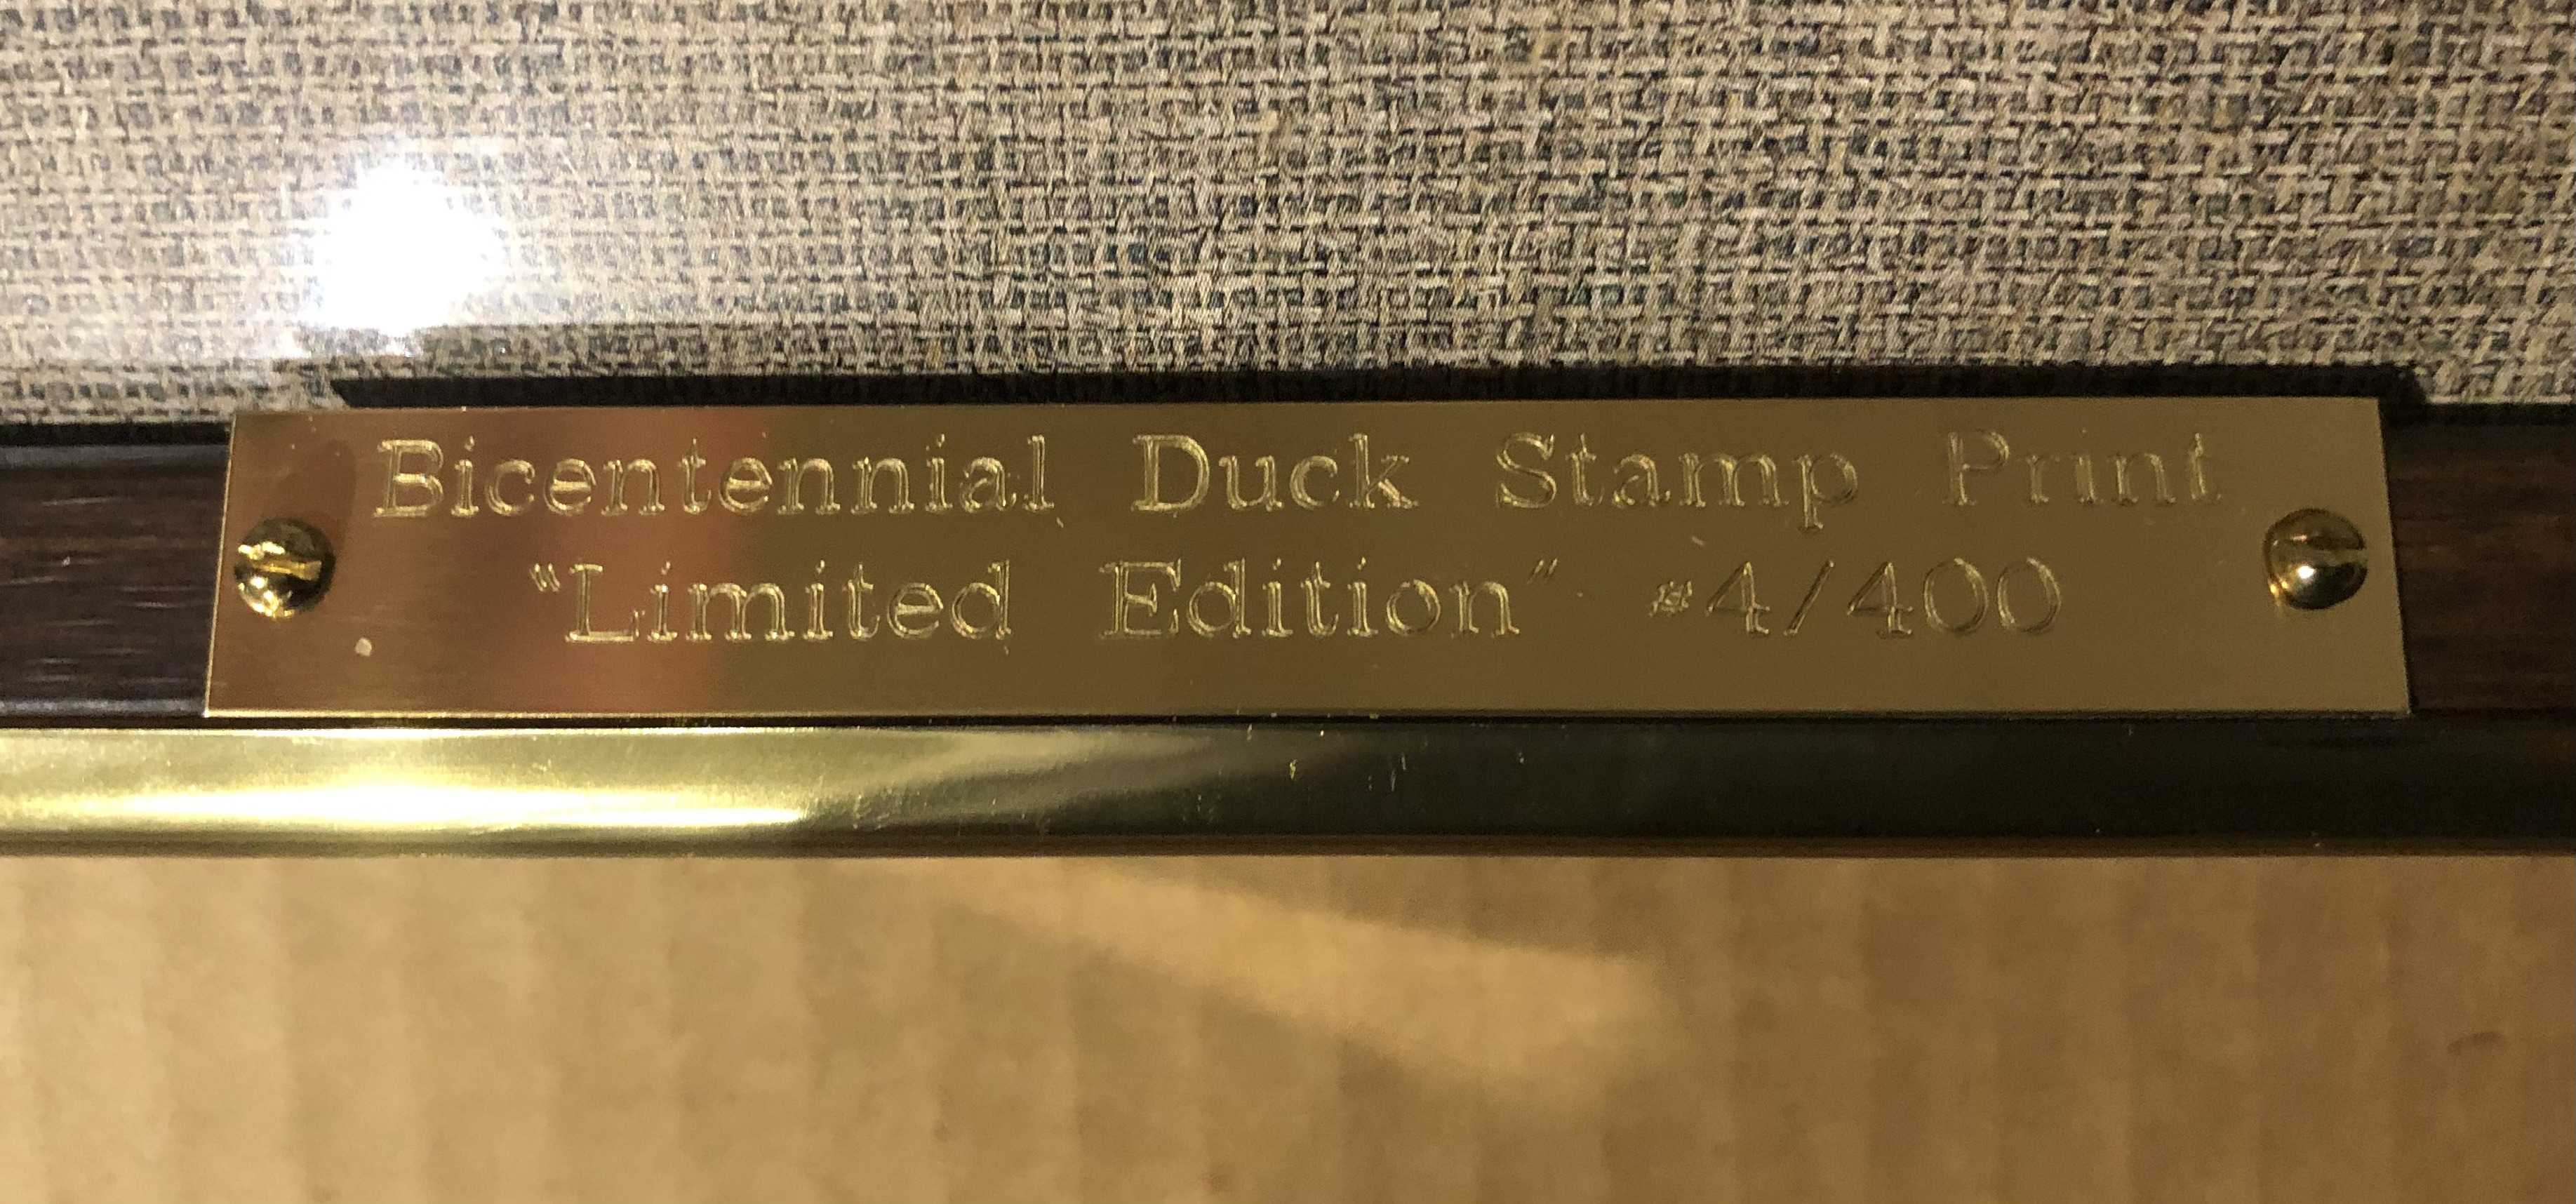 Bicentennial Duck Stamp Print
"Limited Edition" #4/400